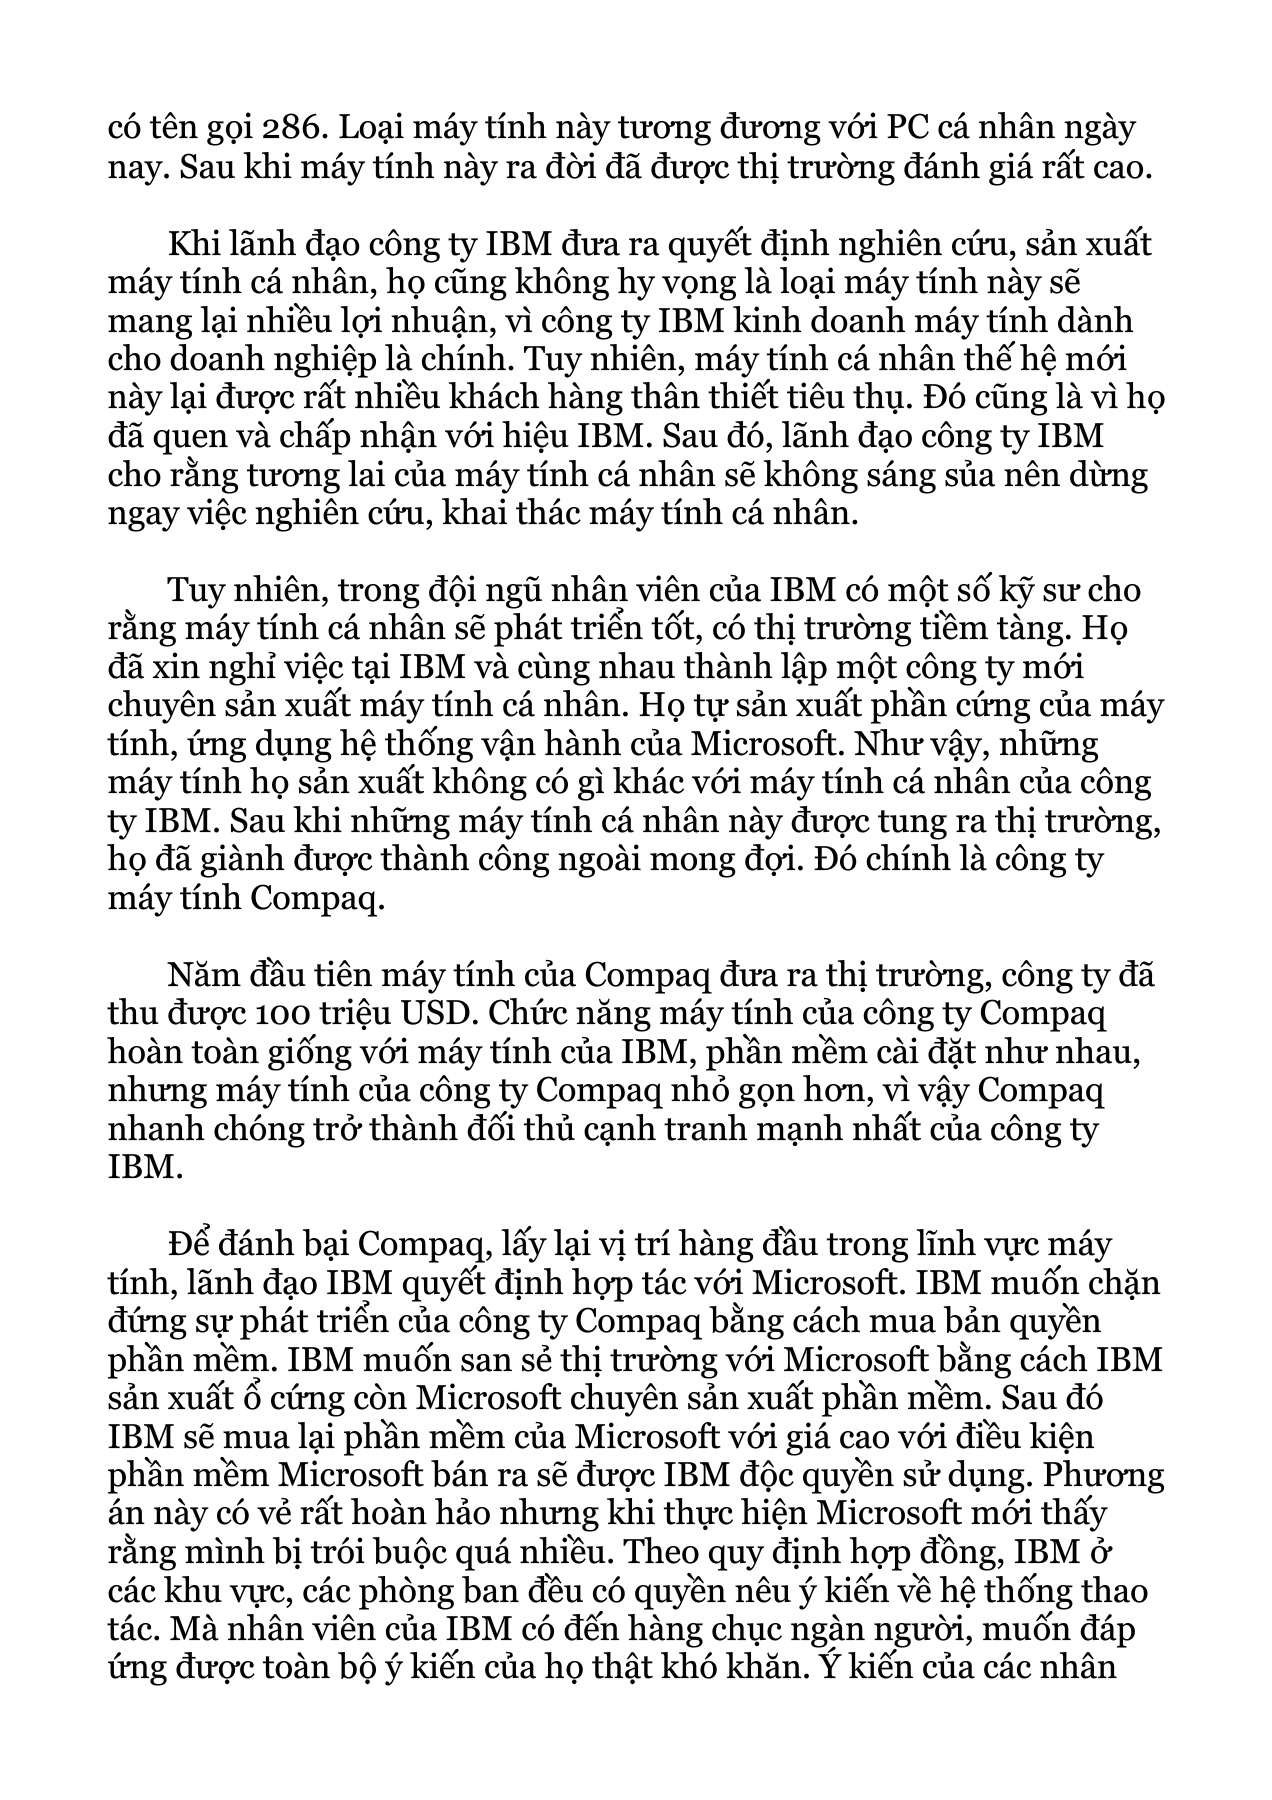 có tên gọi 286. Loại máy tính này tương đương với PC cá nhân ngày
nay. Sau khi máy tính này ra đời đã được thị trường đánh giá rất cao.
Khi lãnh đạo công ty IBM đưa ra quyết định nghiên cứu, sản xuất
máy tính cá nhân, họ cũng không hy vọng là loại máy tính này sẽ
mang lại nhiều lợi nhuận, vì công ty IBM kinh doanh máy tính dành
cho doanh nghiệp là chính. Tuy nhiên, máy tính cá nhân thế hệ mới
này lại được rất nhiều khách hàng thân thiết tiêu thụ. Đó cũng là vì họ
đã quen và chấp nhận với hiệu IBM. Sau đó, lãnh đạo công ty IBM
cho rằng tương lai của máy tính cá nhân sẽ không sáng sủa nên dừng
ngay việc nghiên cứu, khai thác máy tính cá nhân.
Tuy nhiên, trong đội ngũ nhân viên của IBM có một số kỹ sư cho
rằng máy tính cá nhân sẽ phát triển tốt, có thị trường tiềm tàng. Họ
đã xin nghỉ việc tại IBM và cùng nhau thành lập một công ty mới
chuyên sản xuất máy tính cá nhân. Họ tự sản xuất phần cứng của máy
tính, ứng dụng hệ thống vận hành của Microsoft. Như vậy, những
máy tính họ sản xuất không có gì khác với máy tính cá nhân của công
ty IBM. Sau khi những máy tính cá nhân này được tung ra thị trường,
họ đã giành được thành công ngoài mong đợi. Đó chính là công ty
máy tính Compaq.
Năm đầu tiên máy tính của Compaq đưa ra thị trường, công ty đã
thu được 100 triệu USD. Chức năng máy tính của công ty Compaq
hoàn toàn giống với máy tính của IBM, phần mềm cài đặt như nhau,
nhưng máy tính của công ty Compaq nhỏ gọn hơn, vì vậy Compaq
nhanh chóng trở thành đối thủ cạnh tranh mạnh nhất của công ty
IBM.
Để đánh bại Compaq, lấy lại vị trí hàng đầu trong lĩnh vực máy
tính, lãnh đạo IBM quyết định hợp tác với Microsoft. IBM muốn chặn
đứng sự phát triển của công ty Compaq bằng cách mua bản quyền
phần mềm. IBM muốn san sẻ thị trường với Microsoft bằng cách IBM
sản xuất ổ cứng còn Microsoft chuyên sản xuất phần mềm. Sau đó
IBM sẽ mua lại phần mềm của Microsoft với giá cao với điều kiện
phần mềm Microsoft bán ra sẽ được IBM độc quyền sử dụng. Phương
án này có vẻ rất hoàn hảo nhưng khi thực hiện Microsoft mới thấy
rằng mình bị trói buộc quá nhiều. Theo quy định hợp đồng, IBM ở
các khu vực, các phòng ban đều có quyền nêu ý kiến về hệ thống thao
tác. Mà nhân viên của IBM có đến hàng chục ngàn người, muốn đáp
ứng được toàn bộ ý kiến của họ thật khó khăn. Ý kiến của các nhân